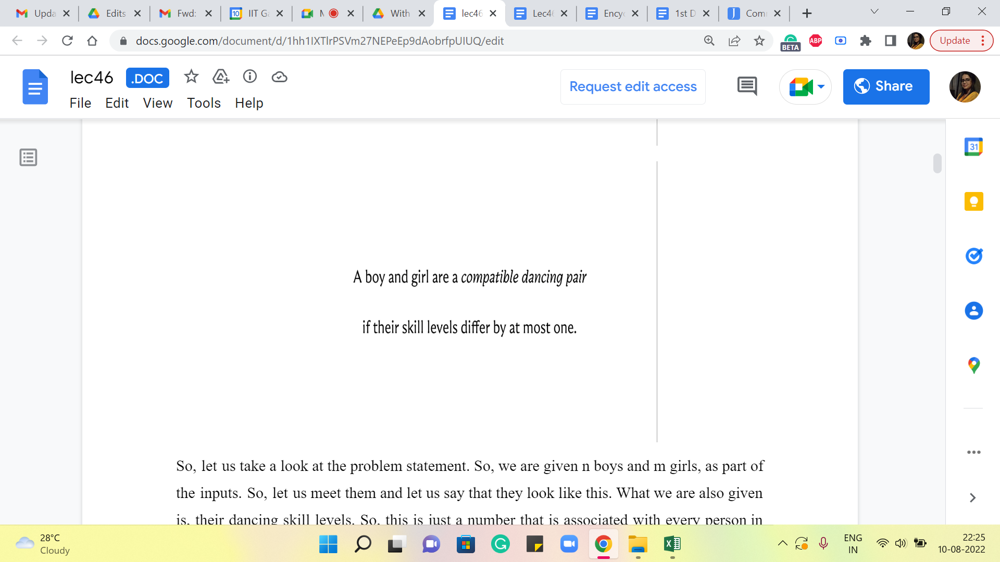 Upda Edits Fwd: IIT Ga M With lec46 Lec46 Ency 1st D Com
docs.google.com/document/d/1hh1IXTlrPSVm27NEPeEp9dAobrfpUIUQ/edit
BETA ABP Update
lec46 .DOC
File Edit View Tools Help
Request edit access
Share
A boy and girl are a compatible dancing pair
if their skill levels differ by at most one.
So, let us take a look at the problem statement. So, we are given n boys and m girls, as part of
the inputs. So, let us meet them and let us say that they look like this. What we are also given
is, their dancing skill levels. So, this is just a number that is associated with every person in
28°C
Cloudy
ENG
IN
22:25
10-08-2022